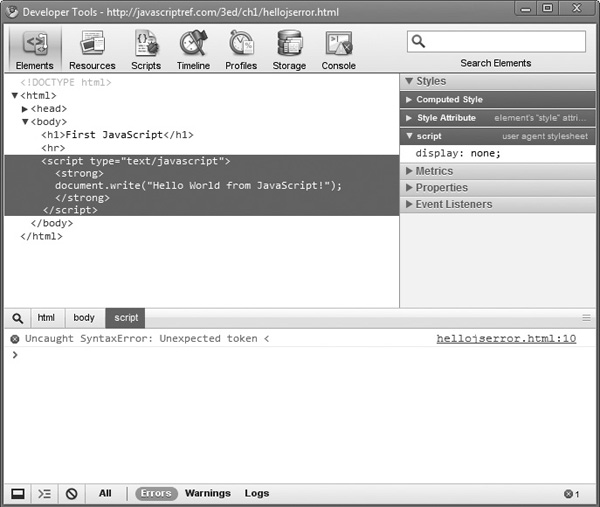 Developer Tools - http://javascriptref.com/3ed/ch1/hellojserror.html
Elements Resources Scripts Timeline Profiles Storage Console
Search Elements
<!DOCTYPE html>
▼<html>
▶<head>
▼<body>
<h1>First JavaScript</h1>
<hr>
<script type="text/javascript">
<strong>
document.write("Hello World from JavaScript!");
</strong>
</script>
</body>
</html>
▼ Styles
▶ Computed Style
▶ Style Attribute element's "style" attri...
▼ script user agent stylesheet
display: none;
▶ Metrics
▶ Properties
▶ Event Listeners
html body script
Uncaught SyntaxError: Unexpected token < hellojserror.html:10
>
All Errors Warnings Logs 1